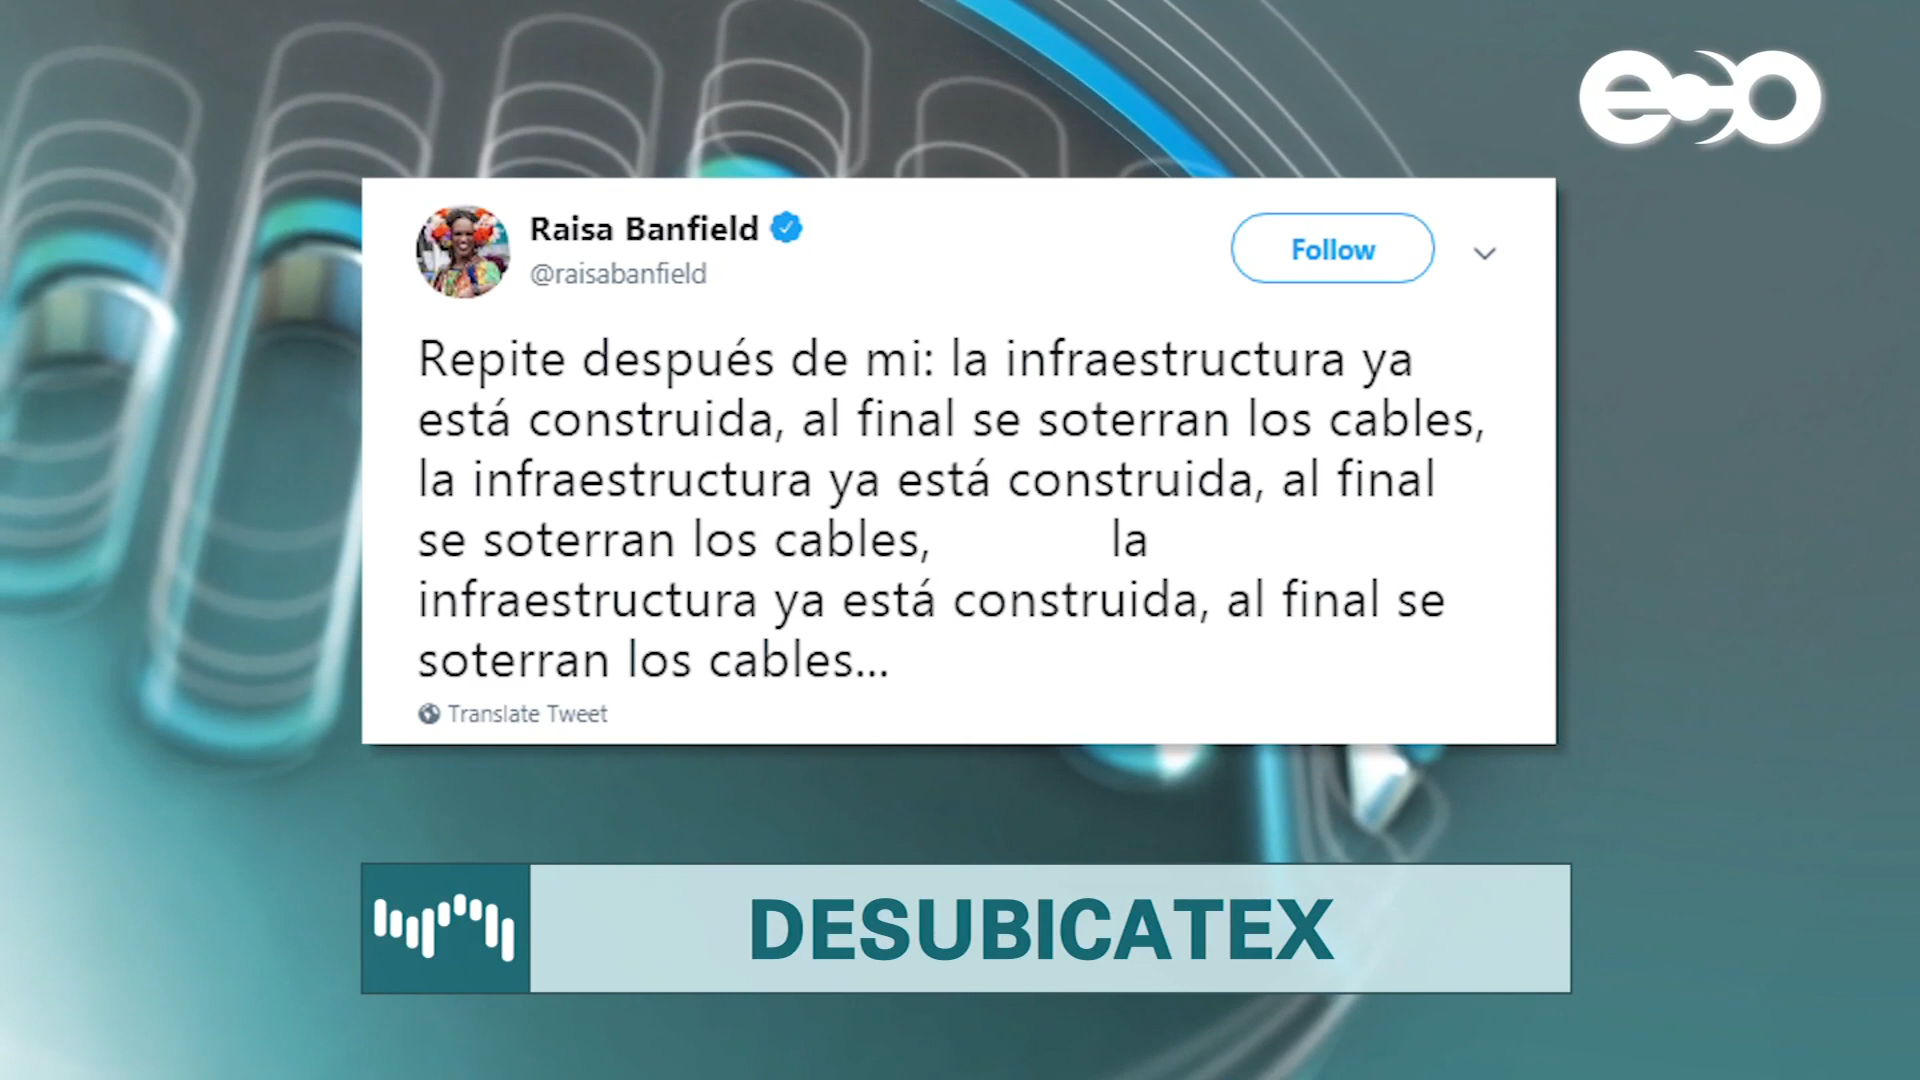 eco
Raisa Banfield
@raisabanfield
Follow
Repite después de mi: la infraestructura ya
está construida, al final se soterran los cables,
la infraestructura ya está construida, al final
se soterran los cables, la
infraestructura ya está construida, al final se
soterran los cables...
Translate Tweet
DESUBICATEX